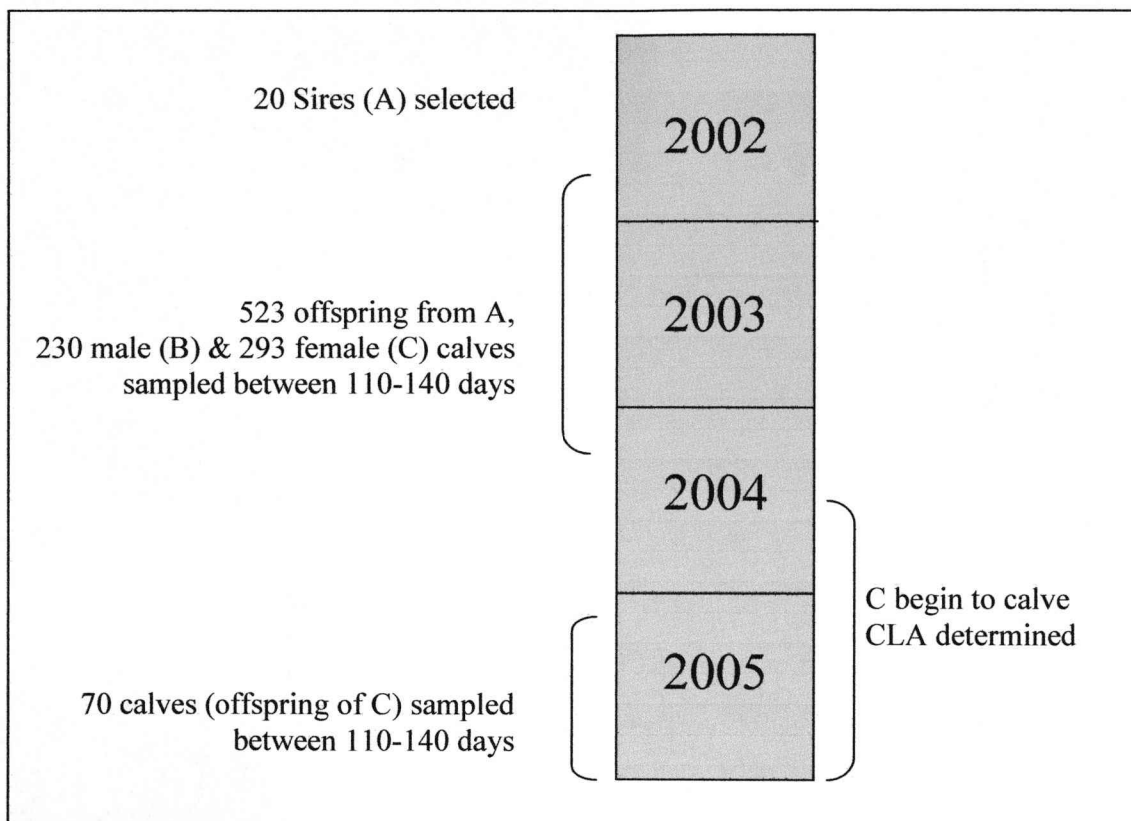 20 Sires (A) selected
2002
2003
523 offspring from A,
230 male (B) & 293 female (C) calves
sampled between 110-140 days
2004
C begin to calve
CLA determined
2005
70 calves (offspring of C) sampled
between 110-140 days